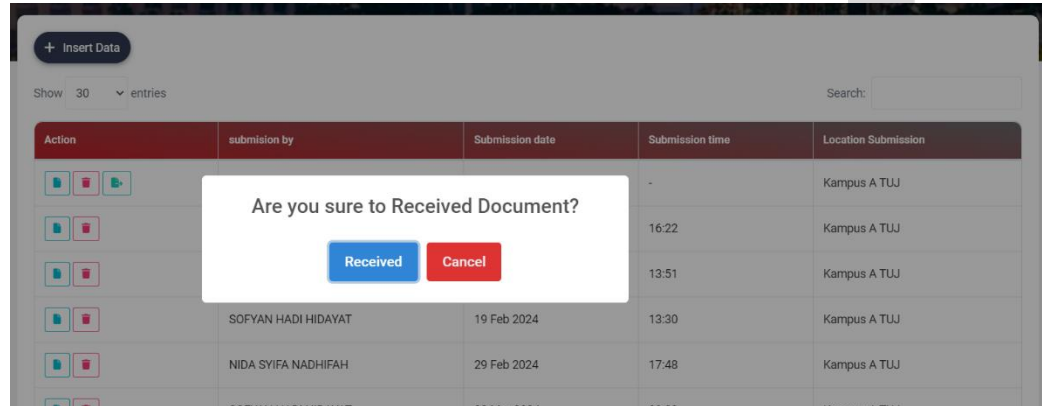 + Insert Data
Show 30 entries Search:
Action submision by Submission date Submission time Location Submission
- Kampus A TUJ
Are you sure to Received Document?
16:22 Kampus A TUJ
Received Cancel
13:51 Kampus A TUJ
SOFYAN HADI HIDAYAT 19 Feb 2024 13:30 Kampus A TUJ
NIDA SYIFA NADHIFAH 29 Feb 2024 17:48 Kampus A TUJ